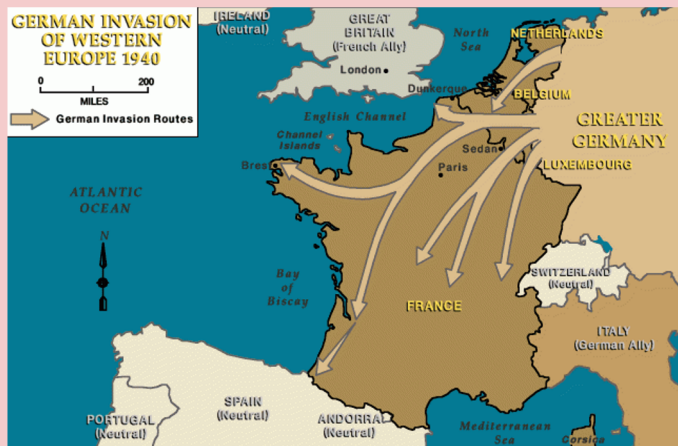 GERMAN INVASION
OF WESTERN
EUROPE 1940
0 200
MILES
German Invasion Routes
IRELAND
(Neutral)
GREAT
BRITAIN
(French Ally)
London
North
Sea
NETHERLANDS
Dunkerque
BELGIUM
English Channel
GREATER
GERMANY
Channel
Islands
Sedan
LUXEMBOURG
Brest
Paris
ATLANTIC
OCEAN
N
Bay
of
Biscay
SWITZERLAND
(Neutral)
FRANCE
ITALY
(German Ally)
SPAIN
(Neutral)
PORTUGAL
(Neutral)
ANDORRA
(Neutral)
Mediterranean
Sea
Corsica